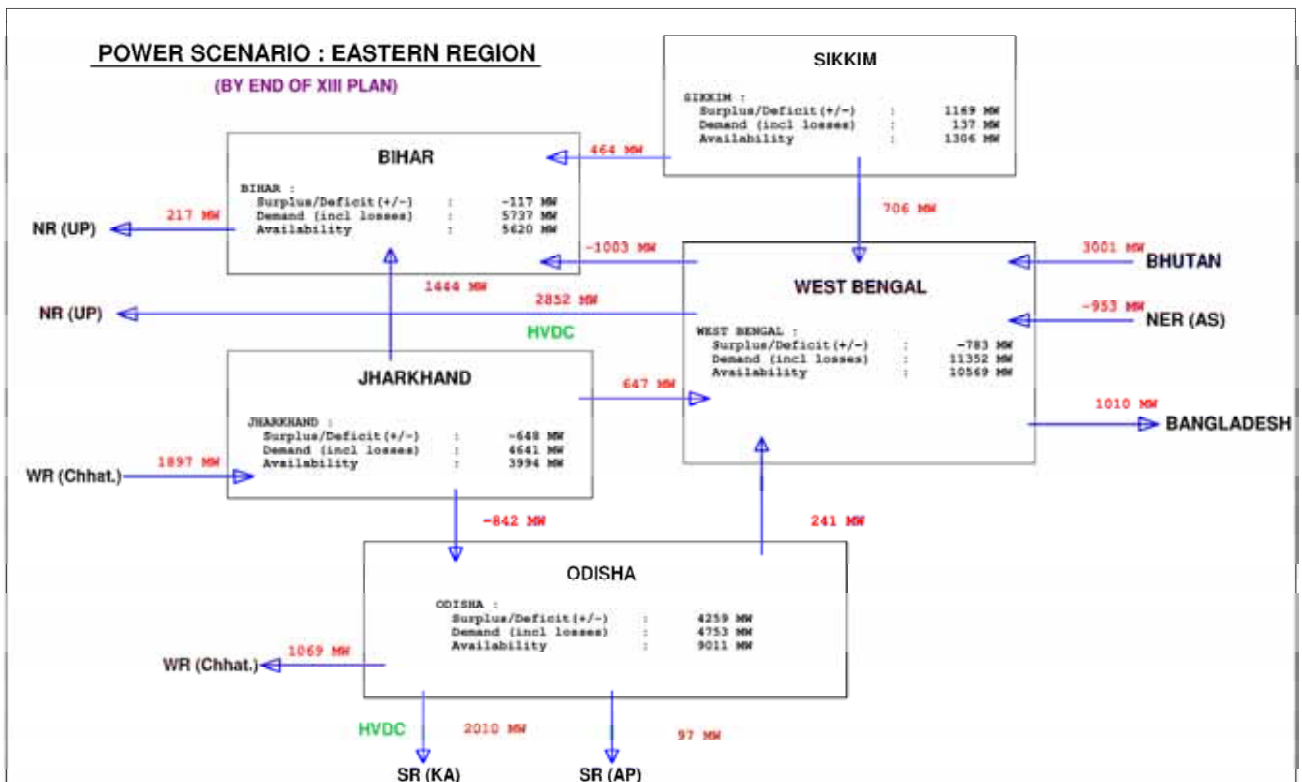 POWER SCENARIO : EASTERN REGION
(BY END OF XIII PLAN)
SIKKIM
SIKKIM :
Surplus/Deficit(+/-) : 1169 MW
Demand (incl losses) : 137 MW
Availability : 1306 MW
464 MW
706 MW
BIHAR
BIHAR :
Surplus/Deficit(+/-) : -117 MW
Demand (incl losses) : 5737 MW
Availability : 5620 MW
217 MW
NR (UP)
-1003 MW
1444 MW
2852 MW
NR (UP)
HVDC
WEST BENGAL
WEST BENGAL :
Surplus/Deficit(+/-) : -783 MW
Demand (incl losses) : 11352 MW
Availability : 10569 MW
3001 MW
BHUTAN
-953 MW
NER (AS)
1010 MW
BANGLADESH
JHARKHAND
JHARKHAND :
Surplus/Deficit(+/-) : -648 MW
Demand (incl losses) : 4641 MW
Availability : 3994 MW
647 MW
1897 MW
WR (Chhat.)
-842 MW
241 MW
ODISHA
ODISHA :
Surplus/Deficit(+/-) : 4259 MW
Demand (incl losses) : 4753 MW
Availability : 9011 MW
1069 MW
WR (Chhat.)
HVDC
2010 MW
97 MW
SR (KA)
SR (AP)